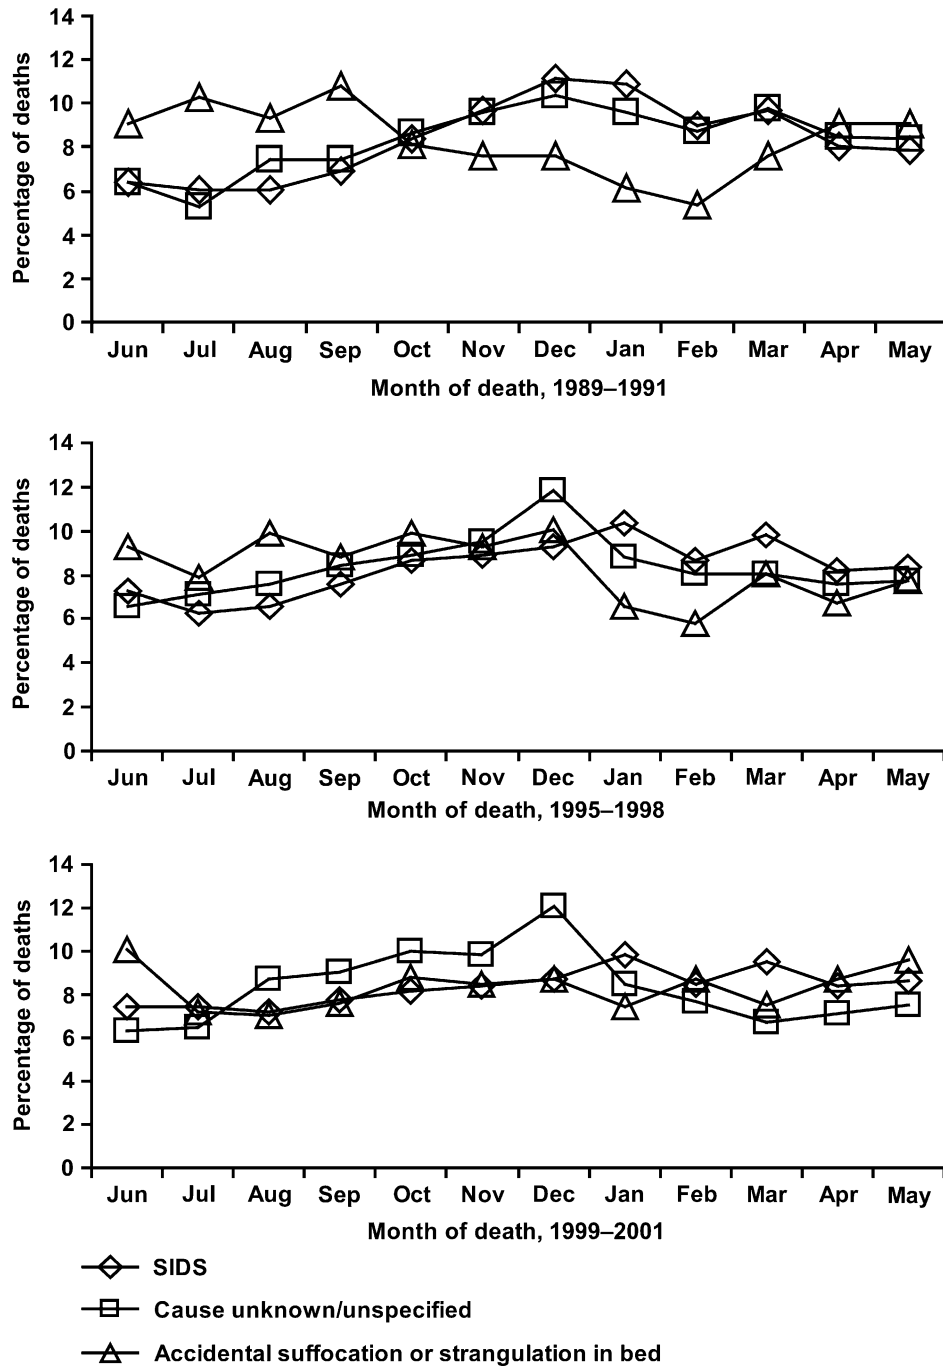 14
12
10
8
6
4
2
0
Percentage of deaths
Jun Jul Aug Sep Oct Nov Dec Jan Feb Mar Apr May
Month of death, 1989–1991
14
12
10
8
6
4
2
0
Percentage of deaths
Jun Jul Aug Sep Oct Nov Dec Jan Feb Mar Apr May
Month of death, 1995–1998
14
12
10
8
6
4
2
0
Percentage of deaths
Jun Jul Aug Sep Oct Nov Dec Jan Feb Mar Apr May
Month of death, 1999–2001
SIDS
Cause unknown/unspecified
Accidental suffocation or strangulation in bed